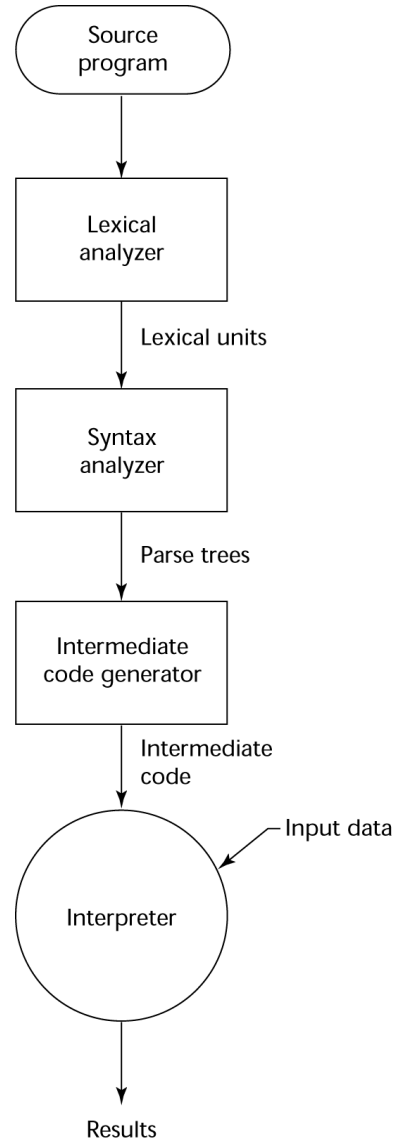 Source
program
Lexical
analyzer
Lexical units
Syntax
analyzer
Parse trees
Intermediate
code generator
Intermediate
code
Input data
Interpreter
Results